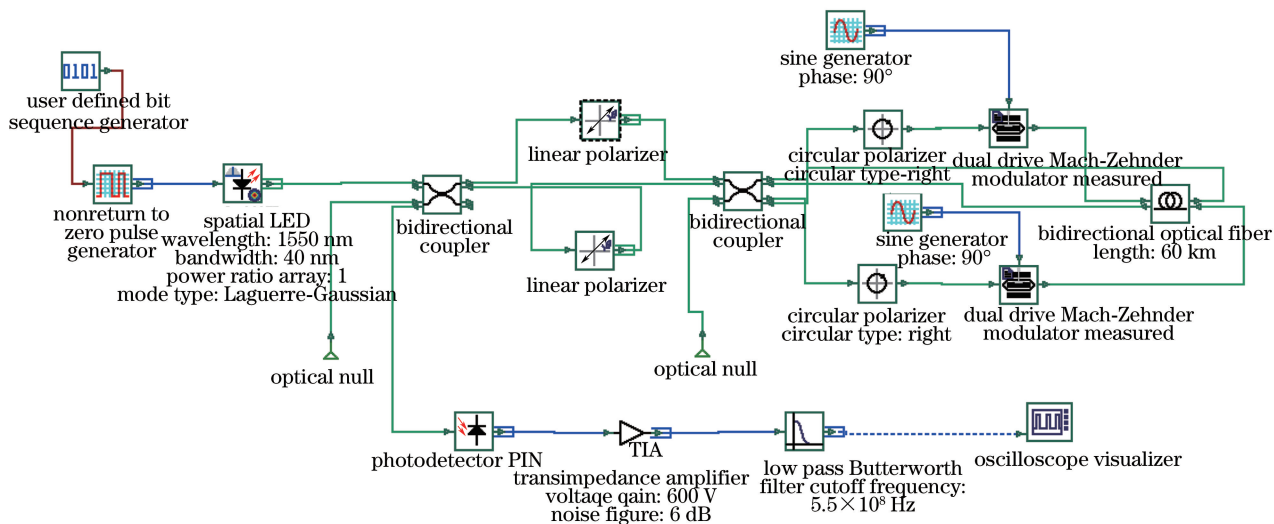 sine generator
phase: 90°
0101
user defined bit
sequence generator
linear polarizer
circular polarizer
circular type-right
dual drive Mach-Zehnder
modulator measured
nonreturn to
zero pulse
generator
spatial LED
wavelength: 1550 nm
bandwidth: 40 nm
power ratio array: 1
mode type: Laguerre-Gaussian
bidirectional
coupler
linear polarizer
bidirectional
coupler
sine generator
phase: 90°
bidirectional optical fiber
length: 60 km
circular polarizer
circular type: right
dual drive Mach-Zehnder
modulator measured
optical null
optical null
photodetector PIN
TIA
transimpedance amplifier
voltaqe qain: 600 V
noise figure: 6 dB
low pass Butterworth
filter cutoff frequency:
5.5×10⁸ Hz
oscilloscope visualizer